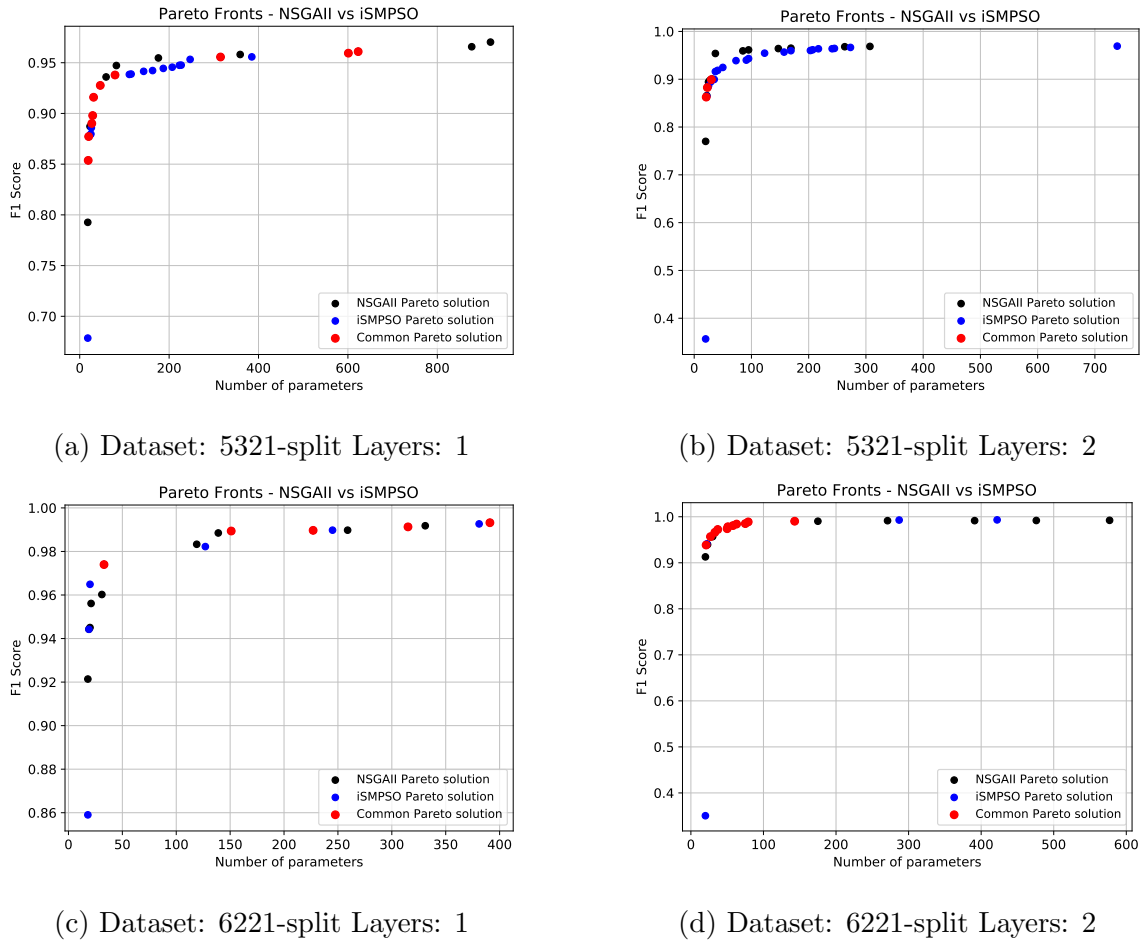 Pareto Fronts - NSGAII vs iSMPSO
F1 Score
0.95
0.90
0.85
0.80
0.75
0.70
NSGAII Pareto solution
iSMPSO Pareto solution
Common Pareto solution
0 200 400 600 800
Number of parameters
(a) Dataset: 5321-split Layers: 1
Pareto Fronts - NSGAII vs iSMPSO
F1 Score
1.0
0.9
0.8
0.7
0.6
0.5
0.4
NSGAII Pareto solution
iSMPSO Pareto solution
Common Pareto solution
0 100 200 300 400 500 600 700
Number of parameters
(b) Dataset: 5321-split Layers: 2
Pareto Fronts - NSGAII vs iSMPSO
F1 Score
1.00
0.98
0.96
0.94
0.92
0.90
0.88
0.86
NSGAII Pareto solution
iSMPSO Pareto solution
Common Pareto solution
0 50 100 150 200 250 300 350 400
Number of parameters
(c) Dataset: 6221-split Layers: 1
Pareto Fronts - NSGAII vs iSMPSO
F1 Score
1.0
0.9
0.8
0.7
0.6
0.5
0.4
NSGAII Pareto solution
iSMPSO Pareto solution
Common Pareto solution
0 100 200 300 400 500 600
Number of parameters
(d) Dataset: 6221-split Layers: 2